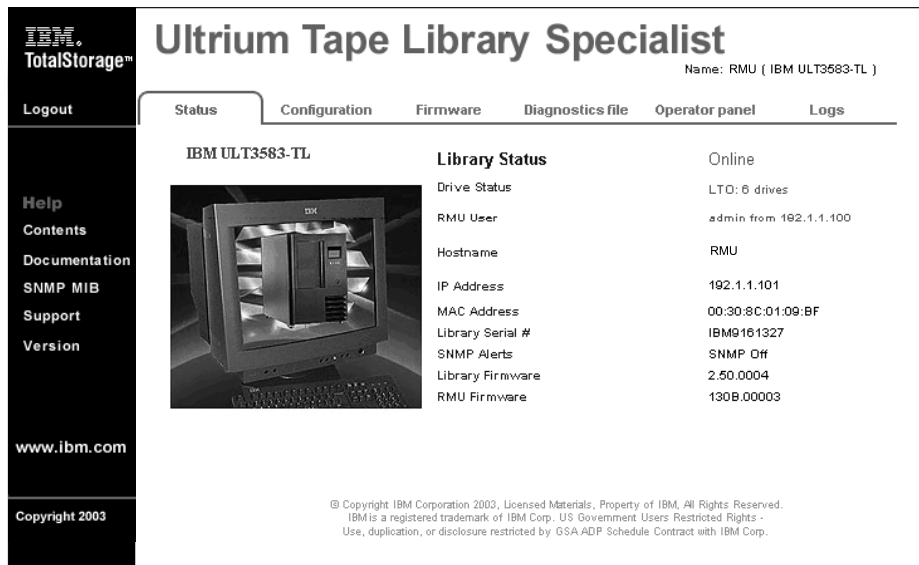 IBM.
TotalStorage™
Ultrium Tape Library Specialist
Name: RMU ( IBM ULT3583-TL )
Logout
Status Configuration Firmware Diagnostics file Operator panel Logs
IBM ULT3583-TL
Library Status Online
Drive Status LTO: 6 drives
RMU User admin from 192.1.1.100
Hostname RMU
IP Address 192.1.1.101
MAC Address 00:30:8C:01:09:BF
Library Serial # IBM9161327
SNMP Alerts SNMP Off
Library Firmware 2.50.0004
RMU Firmware 130B.00003
Help
Contents
Documentation
SNMP MIB
Support
Version
IBM
www.ibm.com
Copyright 2003
© Copyright IBM Corporation 2003, Licensed Materials, Property of IBM, All Rights Reserved.
IBM is a registered trademark of IBM Corp. US Government Users Restricted Rights -
Use, duplication, or disclosure restricted by GSA ADP Schedule Contract with IBM Corp.